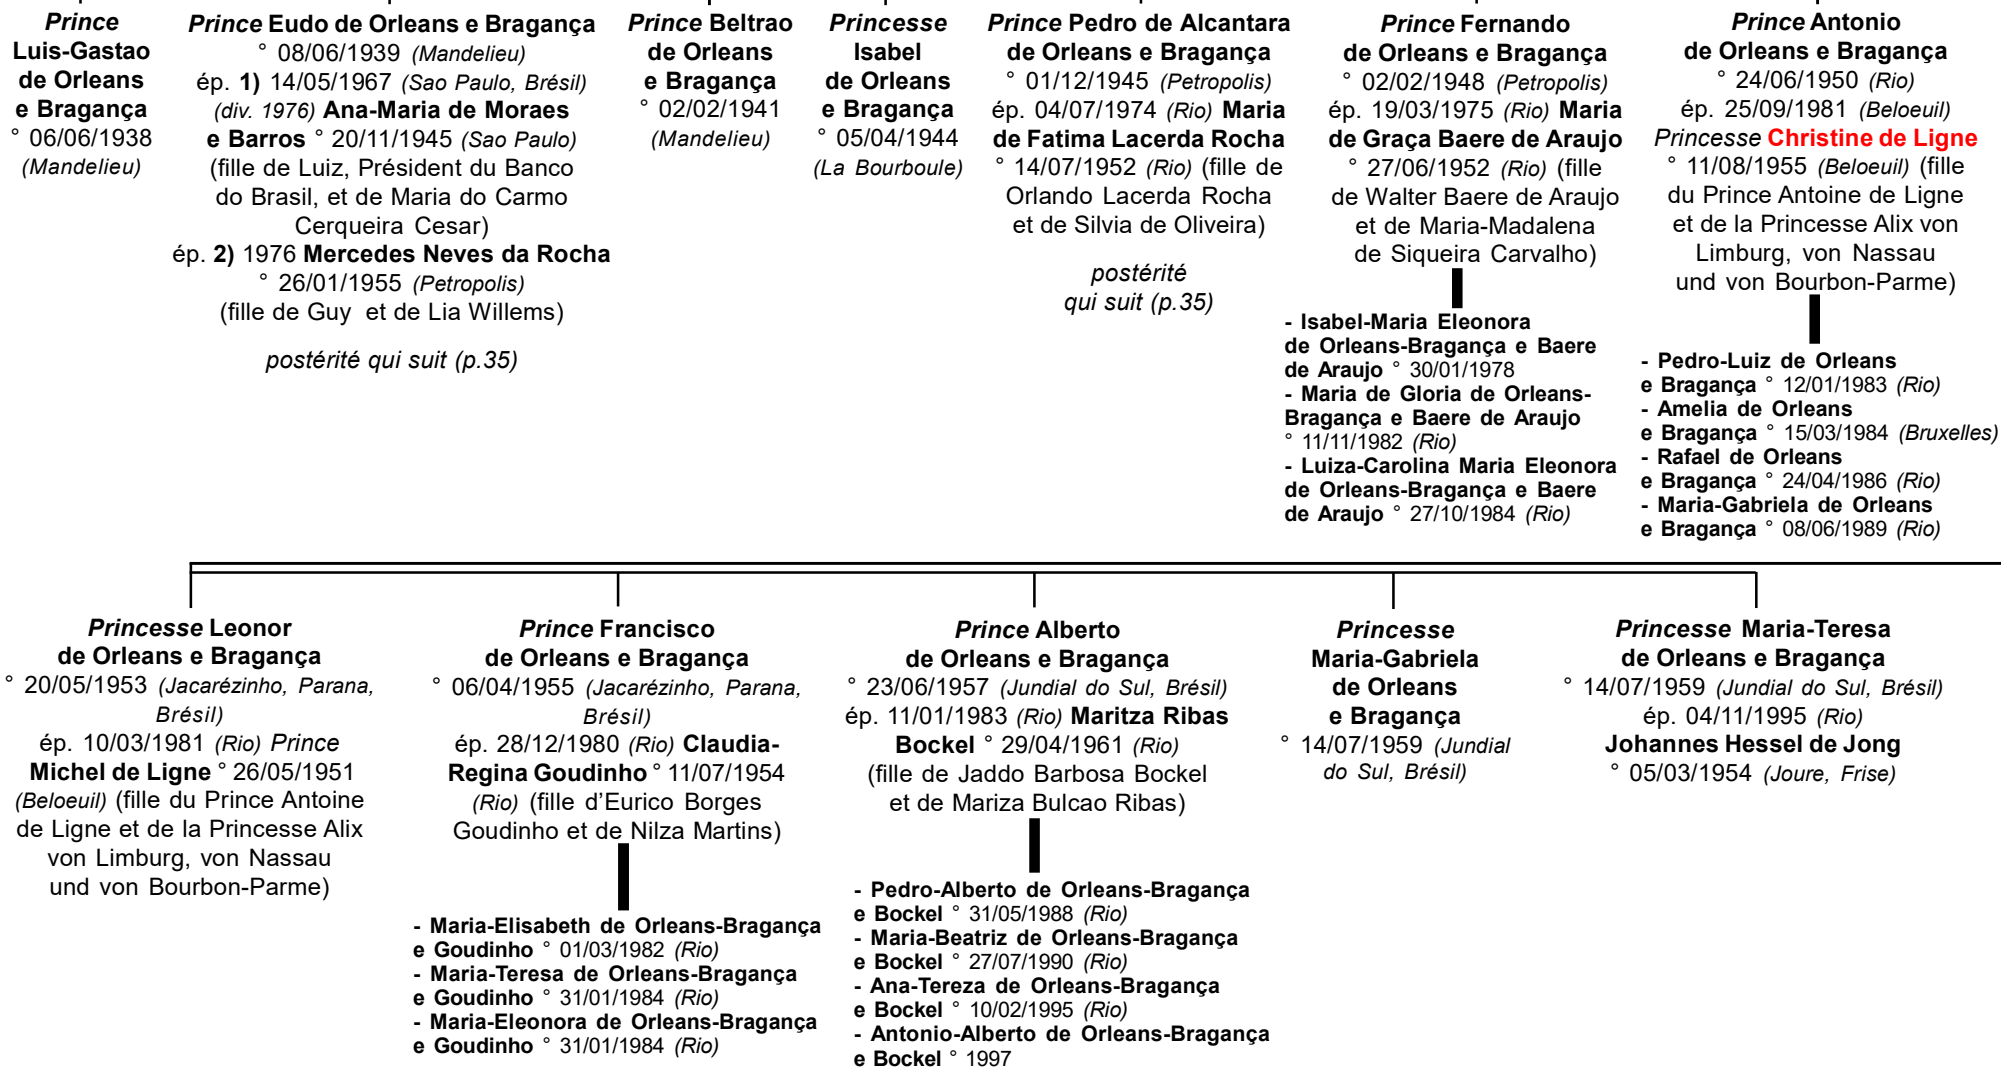 Prince
Luis-Gastao
de Orleans
e Bragança
° 06/06/1938
(Mandelieu)
Prince Eudo de Orleans e Bragança
° 08/06/1939 (Mandelieu)
ép. 1) 14/05/1967 (Sao Paulo, Brésil)
(div. 1976) Ana-Maria de Moraes
e Barros ° 20/11/1945 (Sao Paulo)
(fille de Luiz, Président du Banco
do Brasil, et de Maria do Carmo
Cerqueira Cesar)
ép. 2) 1976 Mercedes Neves da Rocha
° 26/01/1955 (Petropolis)
(fille de Guy et de Lia Willems)
postérité qui suit (p.35)
Prince Beltrao
de Orleans
e Bragança
° 02/02/1941
(Mandelieu)
Princesse
Isabel
de Orleans
e Bragança
° 05/04/1944
(La Bourboule)
Prince Pedro de Alcantara
de Orleans e Bragança
° 01/12/1945 (Petropolis)
ép. 04/07/1974 (Rio) Maria
de Fatima Lacerda Rocha
° 14/07/1952 (Rio) (fille de
Orlando Lacerda Rocha
et de Silvia de Oliveira)
postérité
qui suit (p.35)
Prince Fernando
de Orleans e Bragança
° 02/02/1948 (Petropolis)
ép. 19/03/1975 (Rio) Maria
de Graça Baere de Araujo
° 27/06/1952 (Rio) (fille
de Walter Baere de Araujo
et de Maria-Madalena
de Siqueira Carvalho)
- Isabel-Maria Eleonora
de Orleans-Bragança e Baere
de Araujo ° 30/01/1978
- Maria de Gloria de Orleans-
Bragança e Baere de Araujo
° 11/11/1982 (Rio)
- Luiza-Carolina Maria Eleonora
de Orleans-Bragança e Baere
de Araujo ° 27/10/1984 (Rio)
Prince Antonio
de Orleans e Bragança
° 24/06/1950 (Rio)
ép. 25/09/1981 (Beloeuil)
Princesse Christine de Ligne
° 11/08/1955 (Beloeuil) (fille
du Prince Antoine de Ligne
et de la Princesse Alix von
Limburg, von Nassau
und von Bourbon-Parme)
- Pedro-Luiz de Orleans
e Bragança ° 12/01/1983 (Rio)
- Amelia de Orleans
e Bragança ° 15/03/1984 (Bruxelles)
- Rafael de Orleans
e Bragança ° 24/04/1986 (Rio)
- Maria-Gabriela de Orleans
e Bragança ° 08/06/1989 (Rio)
Princesse Leonor
de Orleans e Bragança
° 20/05/1953 (Jacarézinho, Parana,
Brésil)
ép. 10/03/1981 (Rio) Prince
Michel de Ligne ° 26/05/1951
(Beloeuil) (fille du Prince Antoine
de Ligne et de la Princesse Alix
von Limburg, von Nassau
und von Bourbon-Parme)
Prince Francisco
de Orleans e Bragança
° 06/04/1955 (Jacarézinho, Parana,
Brésil)
ép. 28/12/1980 (Rio) Claudia-
Regina Goudinho ° 11/07/1954
(Rio) (fille d'Eurico Borges
Goudinho et de Nilza Martins)
- Maria-Elisabeth de Orleans-Bragança
e Goudinho ° 01/03/1982 (Rio)
- Maria-Teresa de Orleans-Bragança
e Goudinho ° 31/01/1984 (Rio)
- Maria-Eleonora de Orleans-Bragança
e Goudinho ° 31/01/1984 (Rio)
Prince Alberto
de Orleans e Bragança
° 23/06/1957 (Jundial do Sul, Brésil)
ép. 11/01/1983 (Rio) Maritza Ribas
Bockel ° 29/04/1961 (Rio)
(fille de Jaddo Barbosa Bockel
et de Mariza Bulcao Ribas)
- Pedro-Alberto de Orleans-Bragança
e Bockel ° 31/05/1988 (Rio)
- Maria-Beatriz de Orleans-Bragança
e Bockel ° 27/07/1990 (Rio)
- Ana-Tereza de Orleans-Bragança
e Bockel ° 10/02/1995 (Rio)
- Antonio-Alberto de Orleans-Bragança
e Bockel ° 1997
Princesse
Maria-Gabriela
de Orleans
e Bragança
° 14/07/1959 (Jundial
do Sul, Brésil)
Princesse Maria-Teresa
de Orleans e Bragança
° 14/07/1959 (Jundial do Sul, Brésil)
ép. 04/11/1995 (Rio)
Johannes Hessel de Jong
° 05/03/1954 (Joure, Frise)